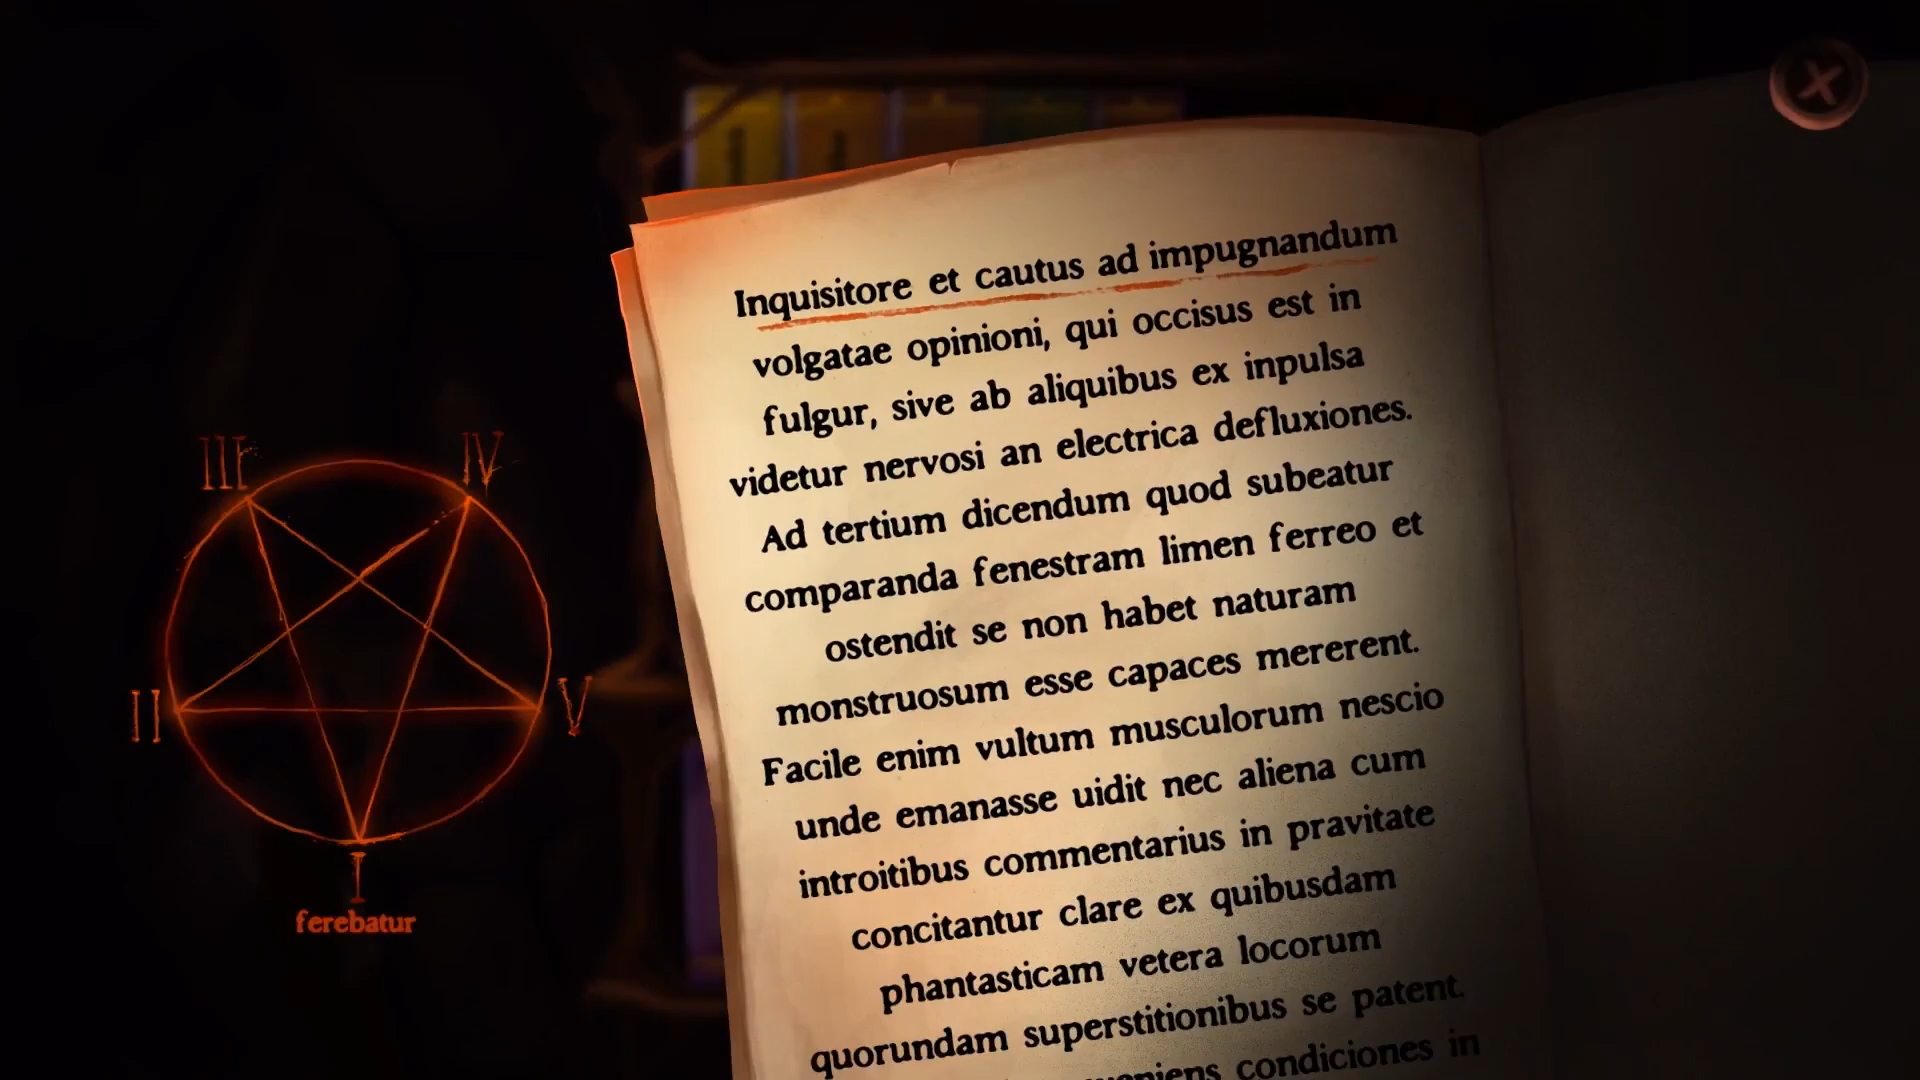 III IV
II V
I
ferebatur
Inquisitore et cautus ad impugnandum
volgatae opinioni, qui occisus est in
fulgur, sive ab aliquibus ex inpulsa
videtur nervosi an electrica defluxiones.
Ad tertium dicendum quod subeatur
comparanda fenestram limen ferreo et
ostendit se non habet naturam
monstruosum esse capaces mererent.
Facile enim vultum musculorum nescio
unde emanasse uidit nec aliena cum
introitibus commentarius in pravitate
concitantur clare ex quibusdam
phantasticam vetera locorum
quorundam superstitionibus se patent.
condiciones in